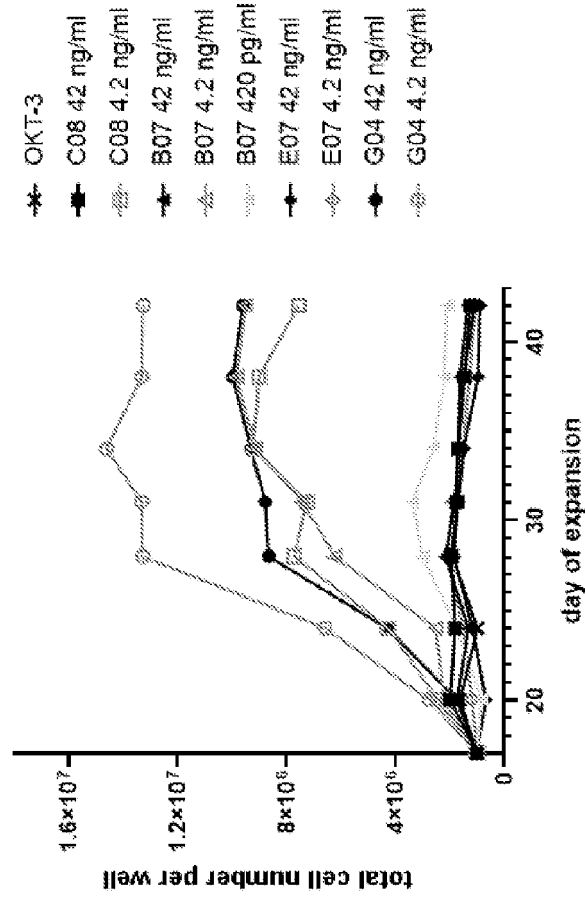 OKT-3
C08 42 ng/ml
C08 4.2 ng/ml
B07 42 ng/ml
B07 4.2 ng/ml
B07 420 pg/ml
E07 42 ng/ml
E07 4.2 ng/ml
G04 42 ng/ml
G04 4.2 ng/ml
total cell number per well
1.6×10⁷
1.2×10⁷
8×10⁶
4×10⁶
0
20
30
40
day of expansion